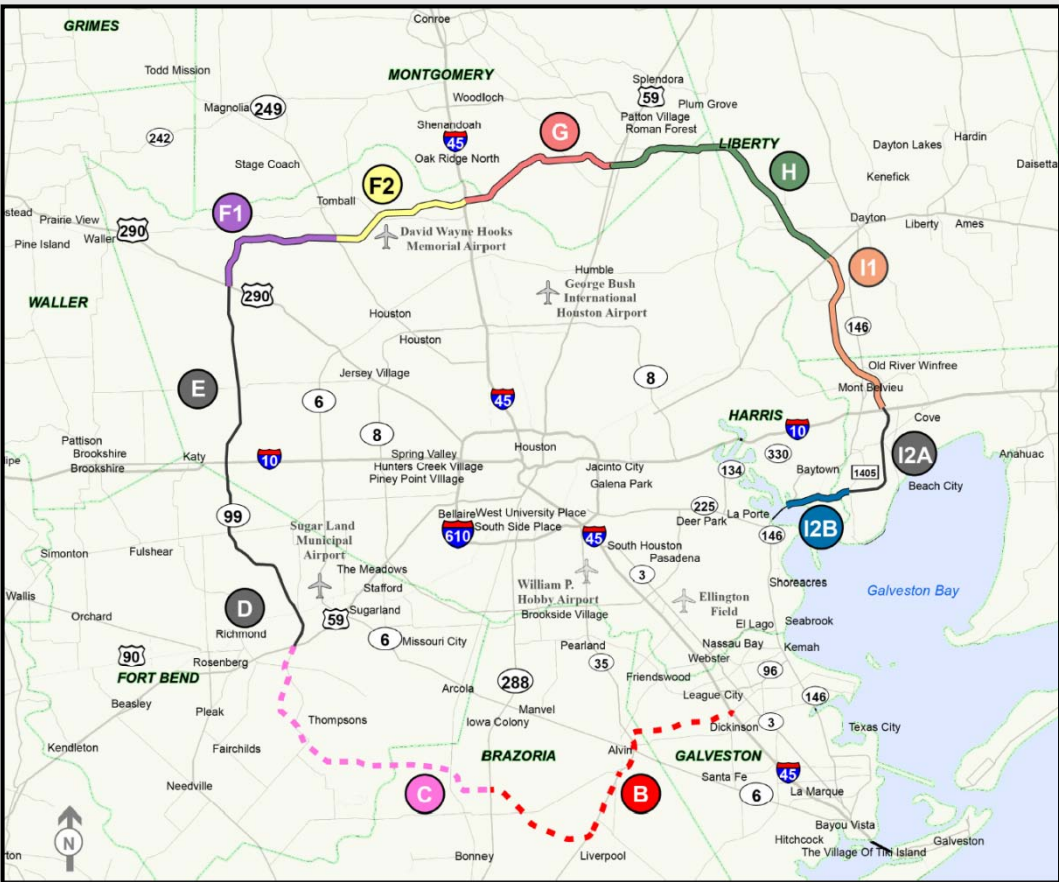 GRIMES
Conroe
Todd Mission
MONTGOMERY
Splendora
59
Magnolia
249
Woodloch
Plum Grove
Patton Village
Roman Forest
242
Shenandoah
45
G
Hardin
Oak Ridge North
LIBERTY
Dayton Lakes
Daisetta
Stage Coach
H
Kenefick
F2
Tomball
F1
stead
Prairie View
290
Waller
Pine Island
David Wayne Hooks
Memorial Airport
Dayton
Liberty
Ames
I1
Humble
George Bush
International
Houston Airport
WALLER
290
Houston
146
Houston
Old River Winfree
Jersey Village
8
Mont Belvieu
E
6
45
HARRIS
Cove
8
10
Pattison
Brookshire
Brookshire
Katy
10
Spring Valley
Hunters Creek Village
Piney Point Village
Houston
Jacinto City
Galena Park
134
330
Baytown
1405
I2A
Anahuac
Beach City
99
Sugar Land
Municipal
Airport
Bellaire
West University Place
South Side Place
610
45
225
Deer Park
La Porte
I2B
146
Simonton
Fulshear
South Houston
Pasadena
3
The Meadows
Stafford
William P.
Hobby Airport
Ellington
Field
Shoreacres
Galveston Bay
Wallis
Orchard
D
Richmond
59
Sugarland
Brookside Village
El Lago
Seabrook
6
Missouri City
Pearland
Nassau Bay
Webster
Kemah
90
Rosenberg
35
96
FORT BEND
Friendswood
Arcola
288
League City
146
Beasley
Pleak
Thompsons
Manvel
Iowa Colony
Dickinson
3
Texas City
Kendleton
Fairchilds
BRAZORIA
Alvin
GALVESTON
45
Santa Fe
Needville
C
B
6
La Marque
N
Bayou Vista
Hitchcock
Galveston
The Village Of Tiki Island
Bonney
Liverpool